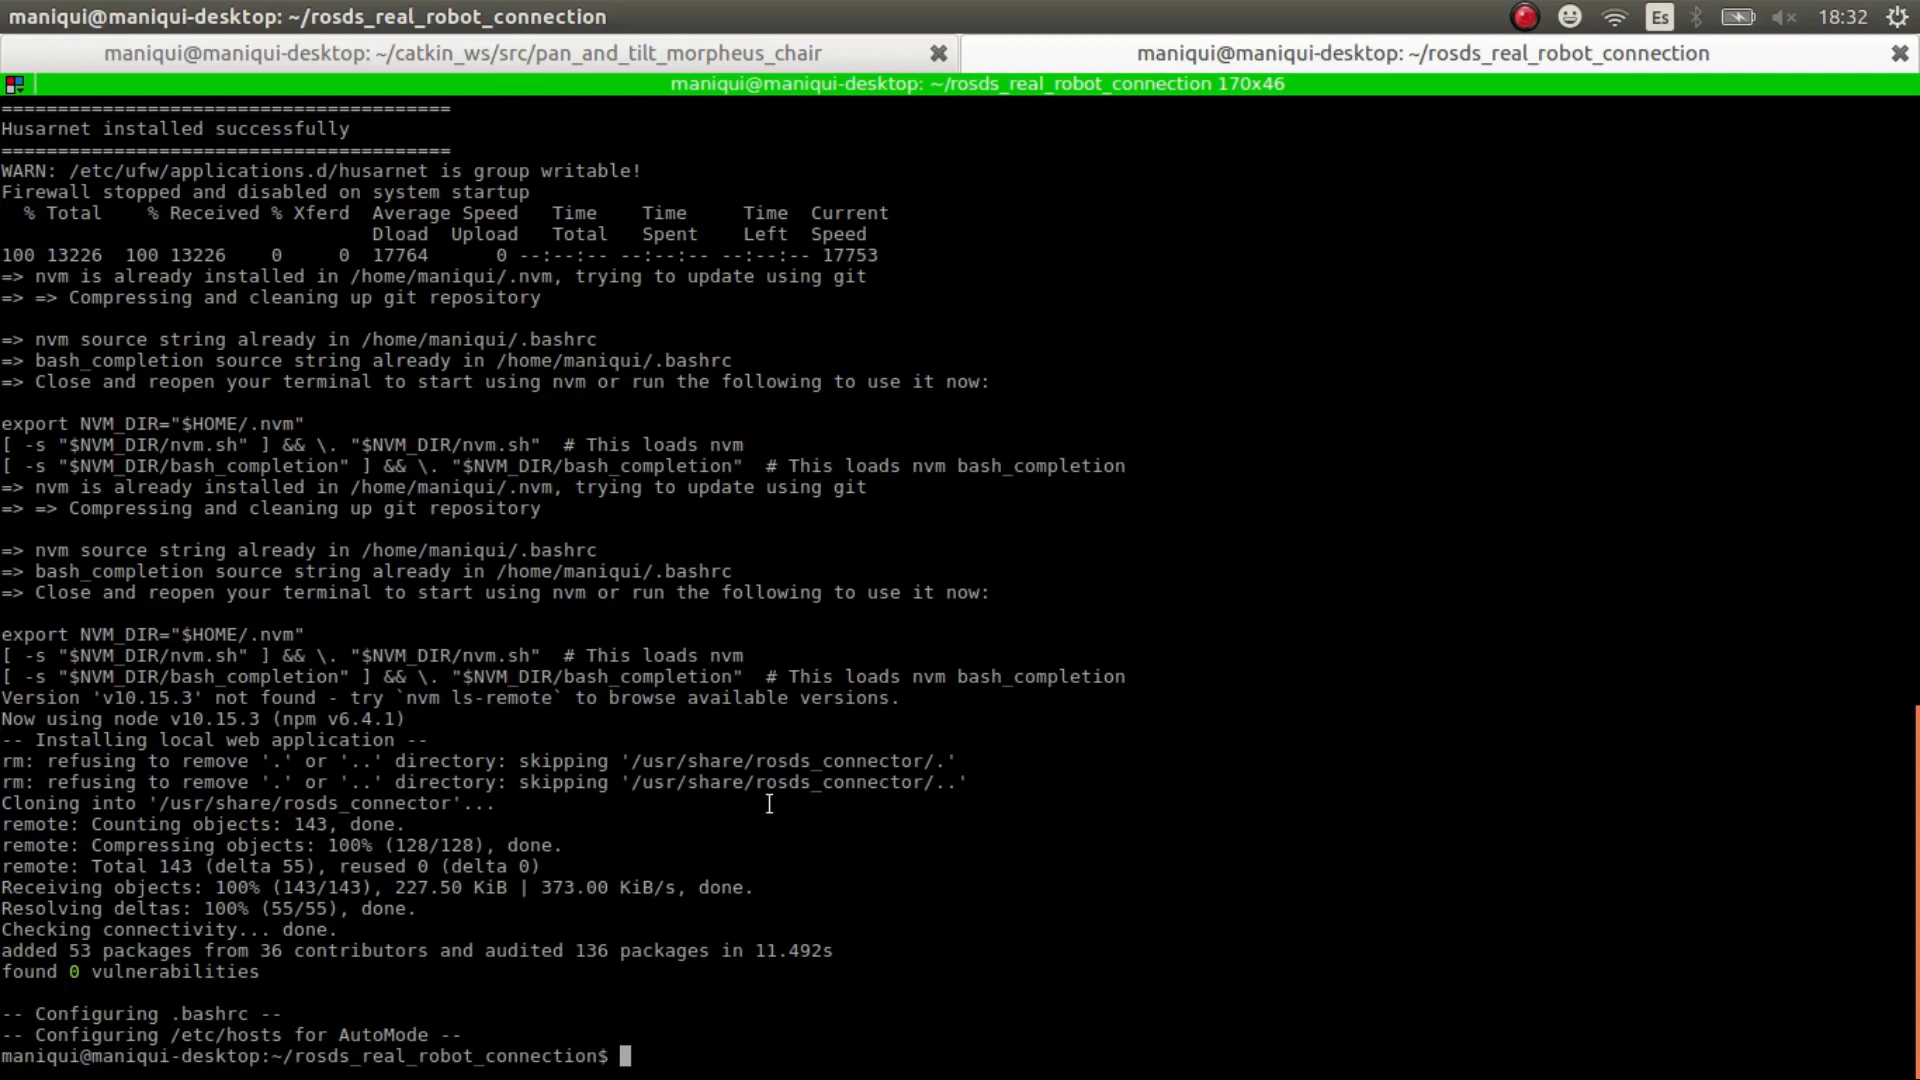 maniqui@maniqui-desktop: ~/rosds_real_robot_connection
Es
18:32
maniqui@maniqui-desktop: ~/catkin_ws/src/pan_and_tilt_morpheus_chair
maniqui@maniqui-desktop: ~/rosds_real_robot_connection
maniqui@maniqui-desktop: ~/rosds_real_robot_connection 170x46
========================================
Husarnet installed successfully
========================================
WARN: /etc/ufw/applications.d/husarnet is group writable!
Firewall stopped and disabled on system startup
  % Total    % Received % Xferd  Average Speed   Time    Time     Time  Current
                                 Dload  Upload   Total   Spent    Left  Speed
100 13226  100 13226    0     0  17764      0 --:--:-- --:--:-- --:--:-- 17753
=> nvm is already installed in /home/maniqui/.nvm, trying to update using git
=> => Compressing and cleaning up git repository
=> nvm source string already in /home/maniqui/.bashrc
=> bash_completion source string already in /home/maniqui/.bashrc
=> Close and reopen your terminal to start using nvm or run the following to use it now:
export NVM_DIR="$HOME/.nvm"
[ -s "$NVM_DIR/nvm.sh" ] && \. "$NVM_DIR/nvm.sh"  # This loads nvm
[ -s "$NVM_DIR/bash_completion" ] && \. "$NVM_DIR/bash_completion"  # This loads nvm bash_completion
=> nvm is already installed in /home/maniqui/.nvm, trying to update using git
=> => Compressing and cleaning up git repository
=> nvm source string already in /home/maniqui/.bashrc
=> bash_completion source string already in /home/maniqui/.bashrc
=> Close and reopen your terminal to start using nvm or run the following to use it now:
export NVM_DIR="$HOME/.nvm"
[ -s "$NVM_DIR/nvm.sh" ] && \. "$NVM_DIR/nvm.sh"  # This loads nvm
[ -s "$NVM_DIR/bash_completion" ] && \. "$NVM_DIR/bash_completion"  # This loads nvm bash_completion
Version 'v10.15.3' not found - try `nvm ls-remote` to browse available versions.
Now using node v10.15.3 (npm v6.4.1)
-- Installing local web application --
rm: refusing to remove '.' or '..' directory: skipping '/usr/share/rosds_connector/.'
rm: refusing to remove '.' or '..' directory: skipping '/usr/share/rosds_connector/..'
Cloning into '/usr/share/rosds_connector'...
remote: Counting objects: 143, done.
remote: Compressing objects: 100% (128/128), done.
remote: Total 143 (delta 55), reused 0 (delta 0)
Receiving objects: 100% (143/143), 227.50 KiB | 373.00 KiB/s, done.
Resolving deltas: 100% (55/55), done.
Checking connectivity... done.
added 53 packages from 36 contributors and audited 136 packages in 11.492s
found 0 vulnerabilities
-- Configuring .bashrc --
-- Configuring /etc/hosts for AutoMode --
maniqui@maniqui-desktop:~/rosds_real_robot_connection$